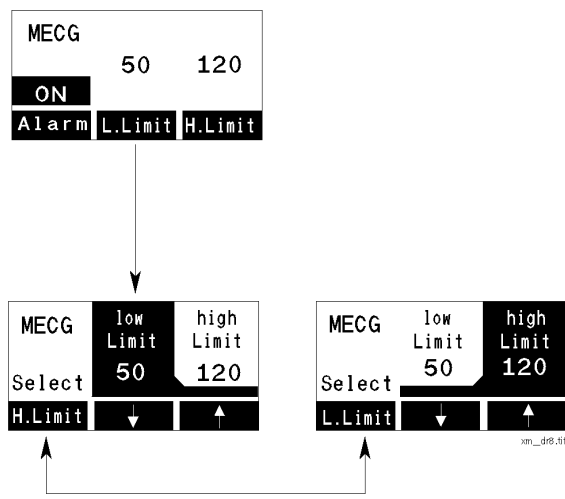 MECG
50 120
ON
Alarm L.Limit H.Limit
MECG low Limit 50 high Limit 120
Select
H.Limit ↓ ↑
MECG low Limit 50 high Limit 120
Select
L.Limit ↓ ↑
xm_dr8.tif